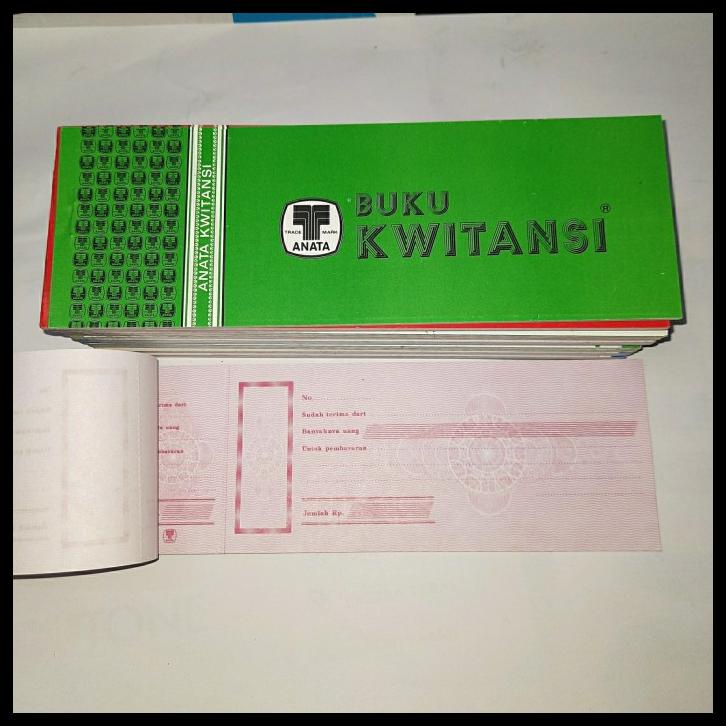 ANATA KWITANSI
TRADE MARK
ANATA
BUKU
KWITANSI ®
No.
Sudah terima dari
Banyaknya uang
Untuk pembayaran
Jumlah Rp.